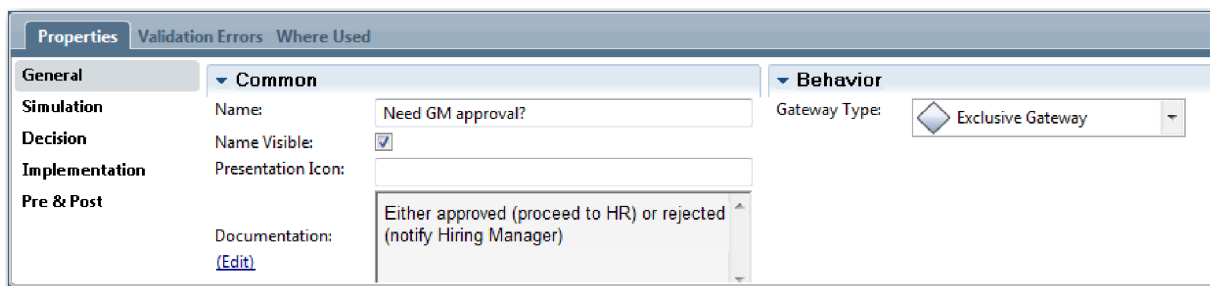 Properties Validation Errors Where Used
General
Simulation
Decision
Implementation
Pre & Post
Common
Name: Need GM approval?
Name Visible:
Presentation Icon:
Documentation:
(Edit)
Either approved (proceed to HR) or rejected
(notify Hiring Manager)
Behavior
Gateway Type: Exclusive Gateway